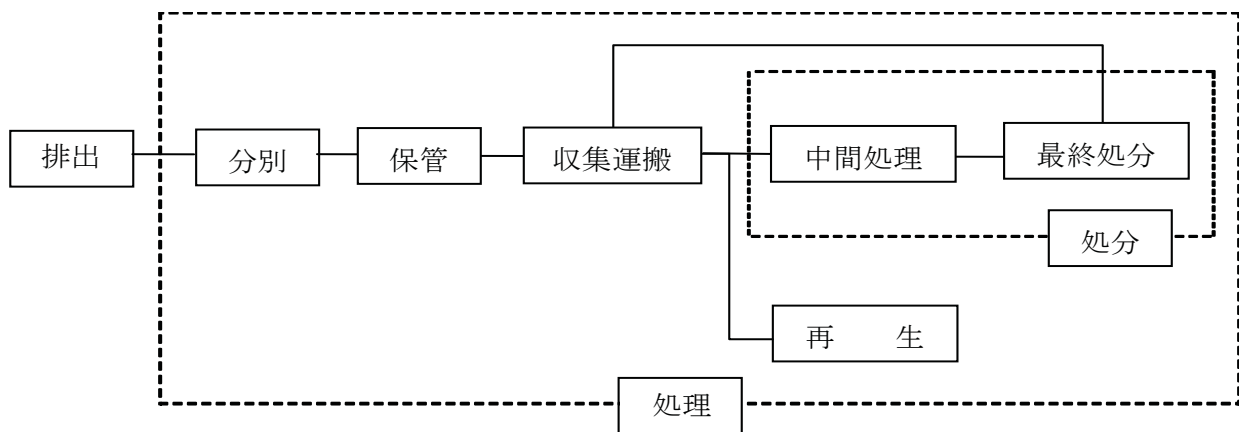 排出
分別
保管
収集運搬
中間処理
最終処分
処分
再 生
処理